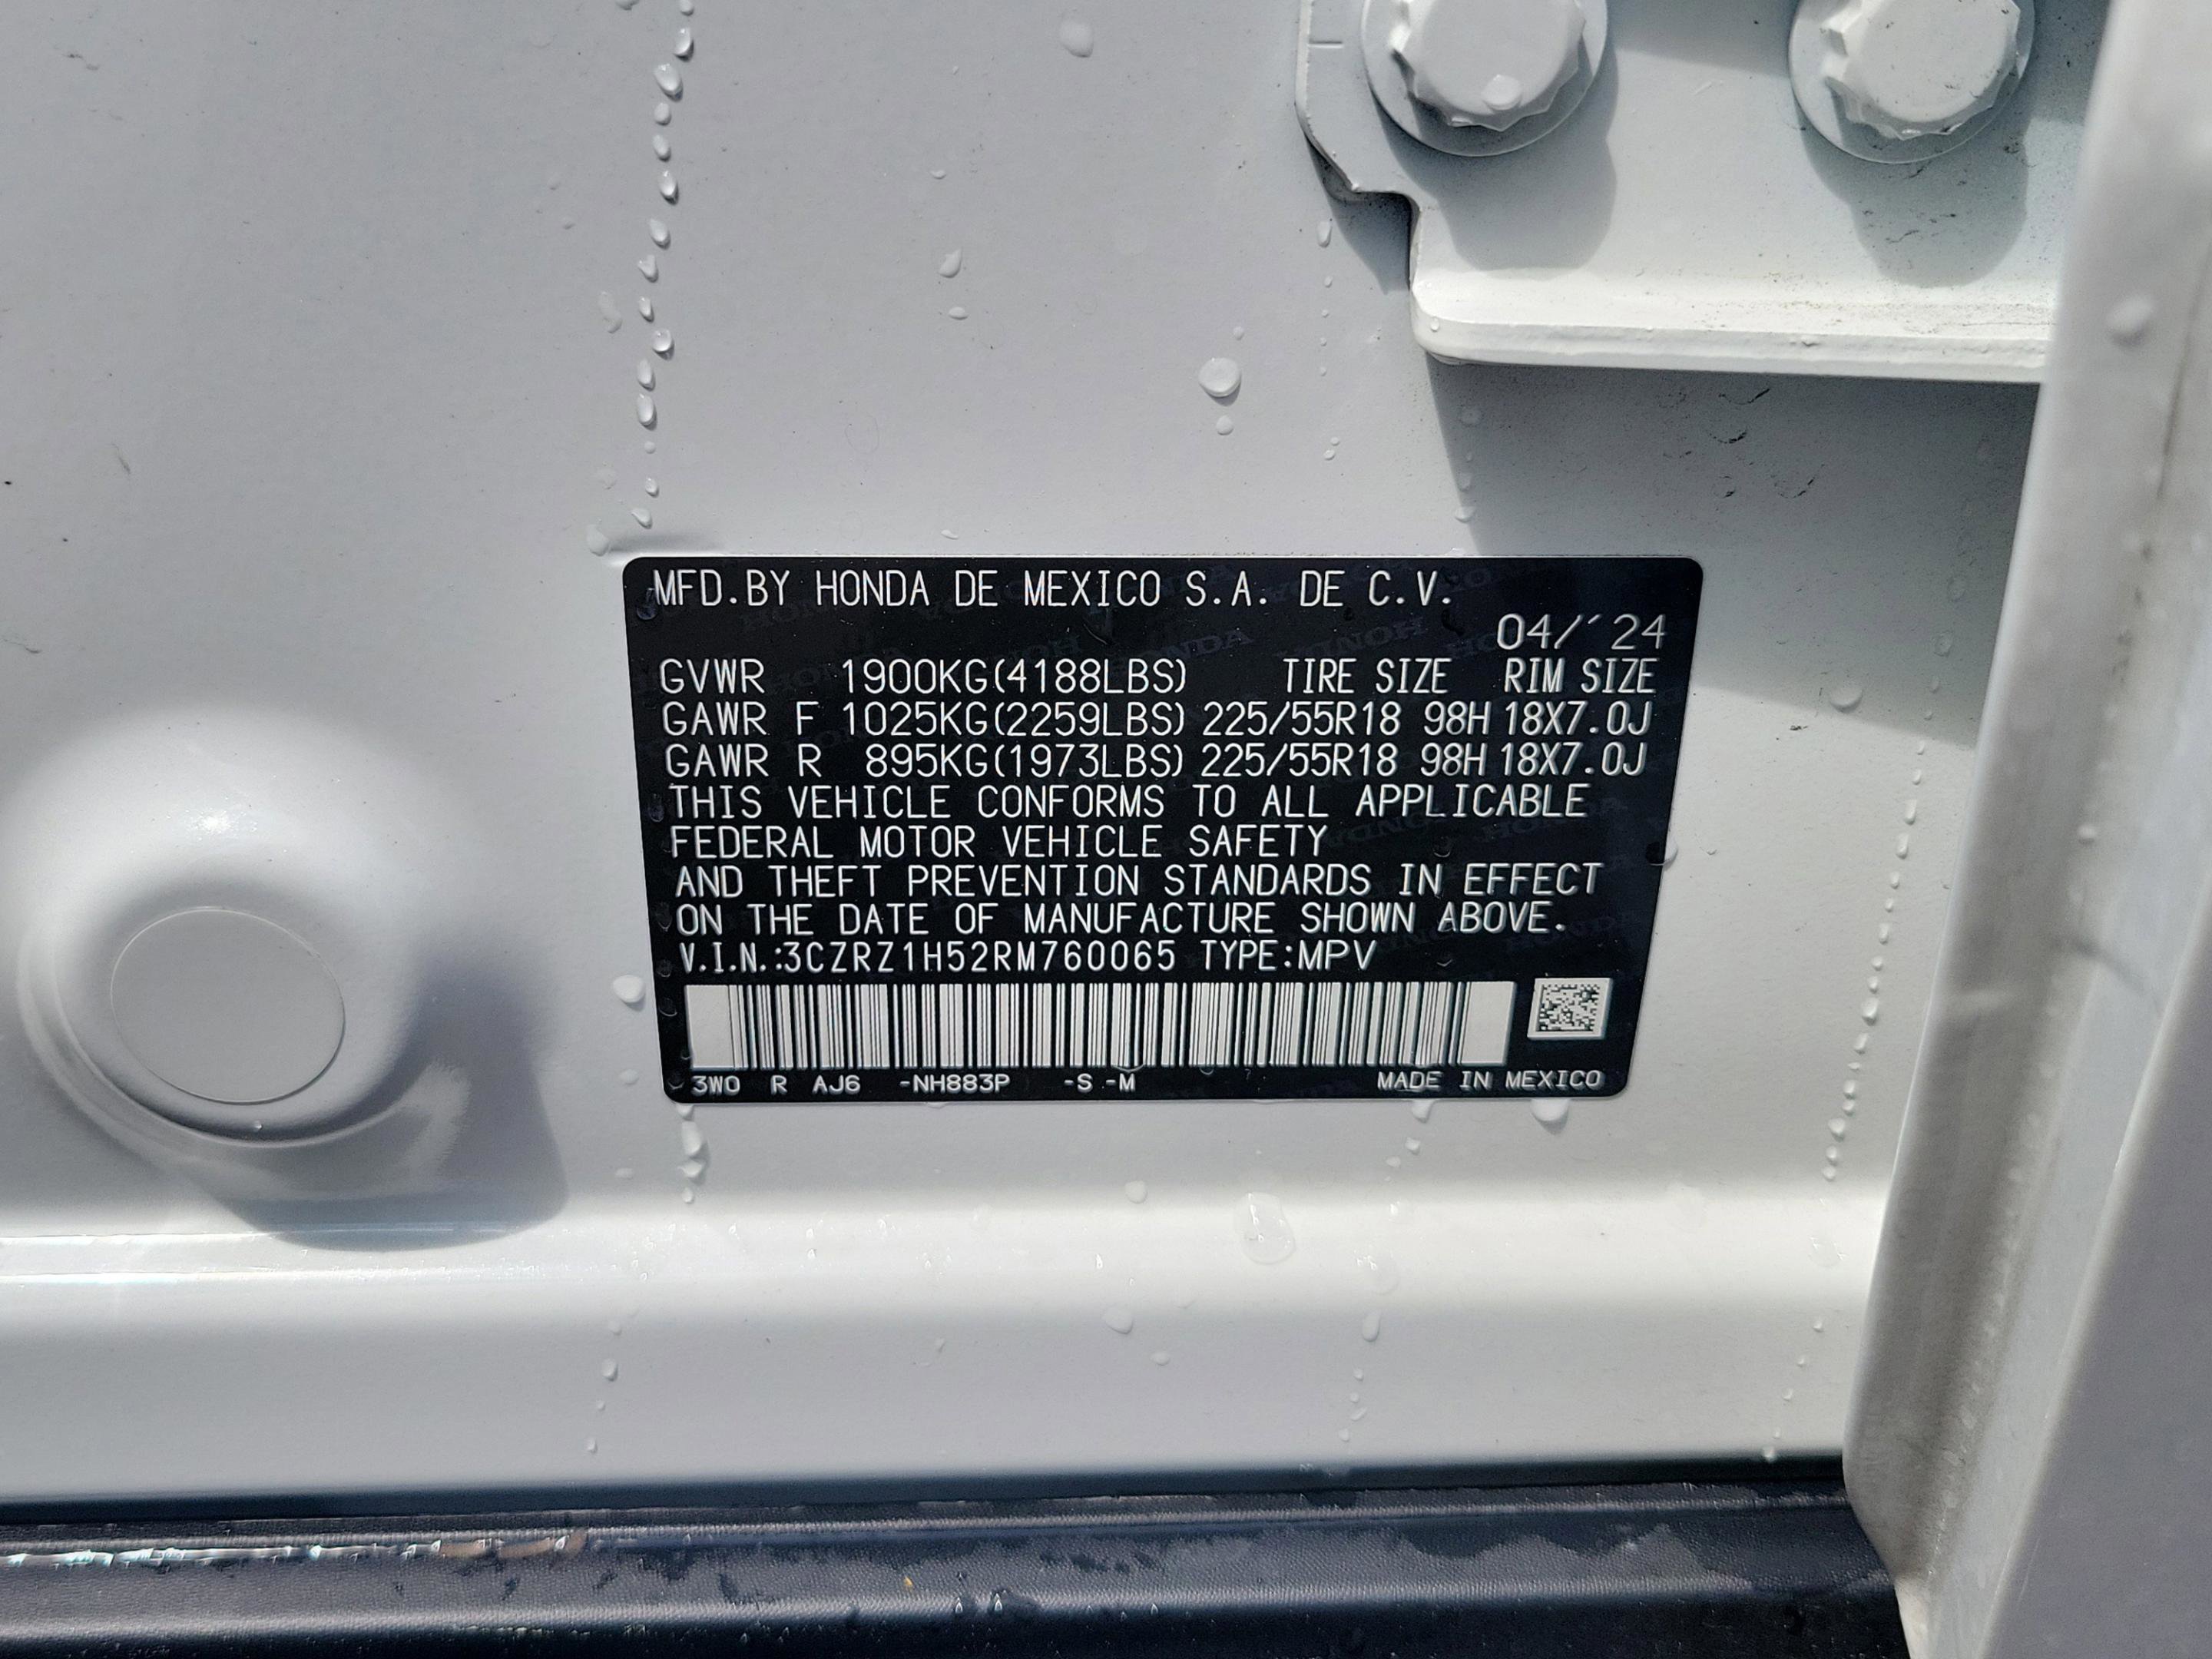 MFD.BY HONDA DE MEXICO S.A. DE C.V.
04/´24
GVWR 1900KG(4188LBS) TIRE SIZE RIM SIZE
GAWR F 1025KG(2259LBS) 225/55R18 98H 18X7.0J
GAWR R 895KG(1973LBS) 225/55R18 98H 18X7.0J
THIS VEHICLE CONFORMS TO ALL APPLICABLE
FEDERAL MOTOR VEHICLE SAFETY
AND THEFT PREVENTION STANDARDS IN EFFECT
ON THE DATE OF MANUFACTURE SHOWN ABOVE.
V.I.N.:3CZRZ1H52RM760065 TYPE:MPV
3W0 R AJ6 -NH883P -S -M MADE IN MEXICO